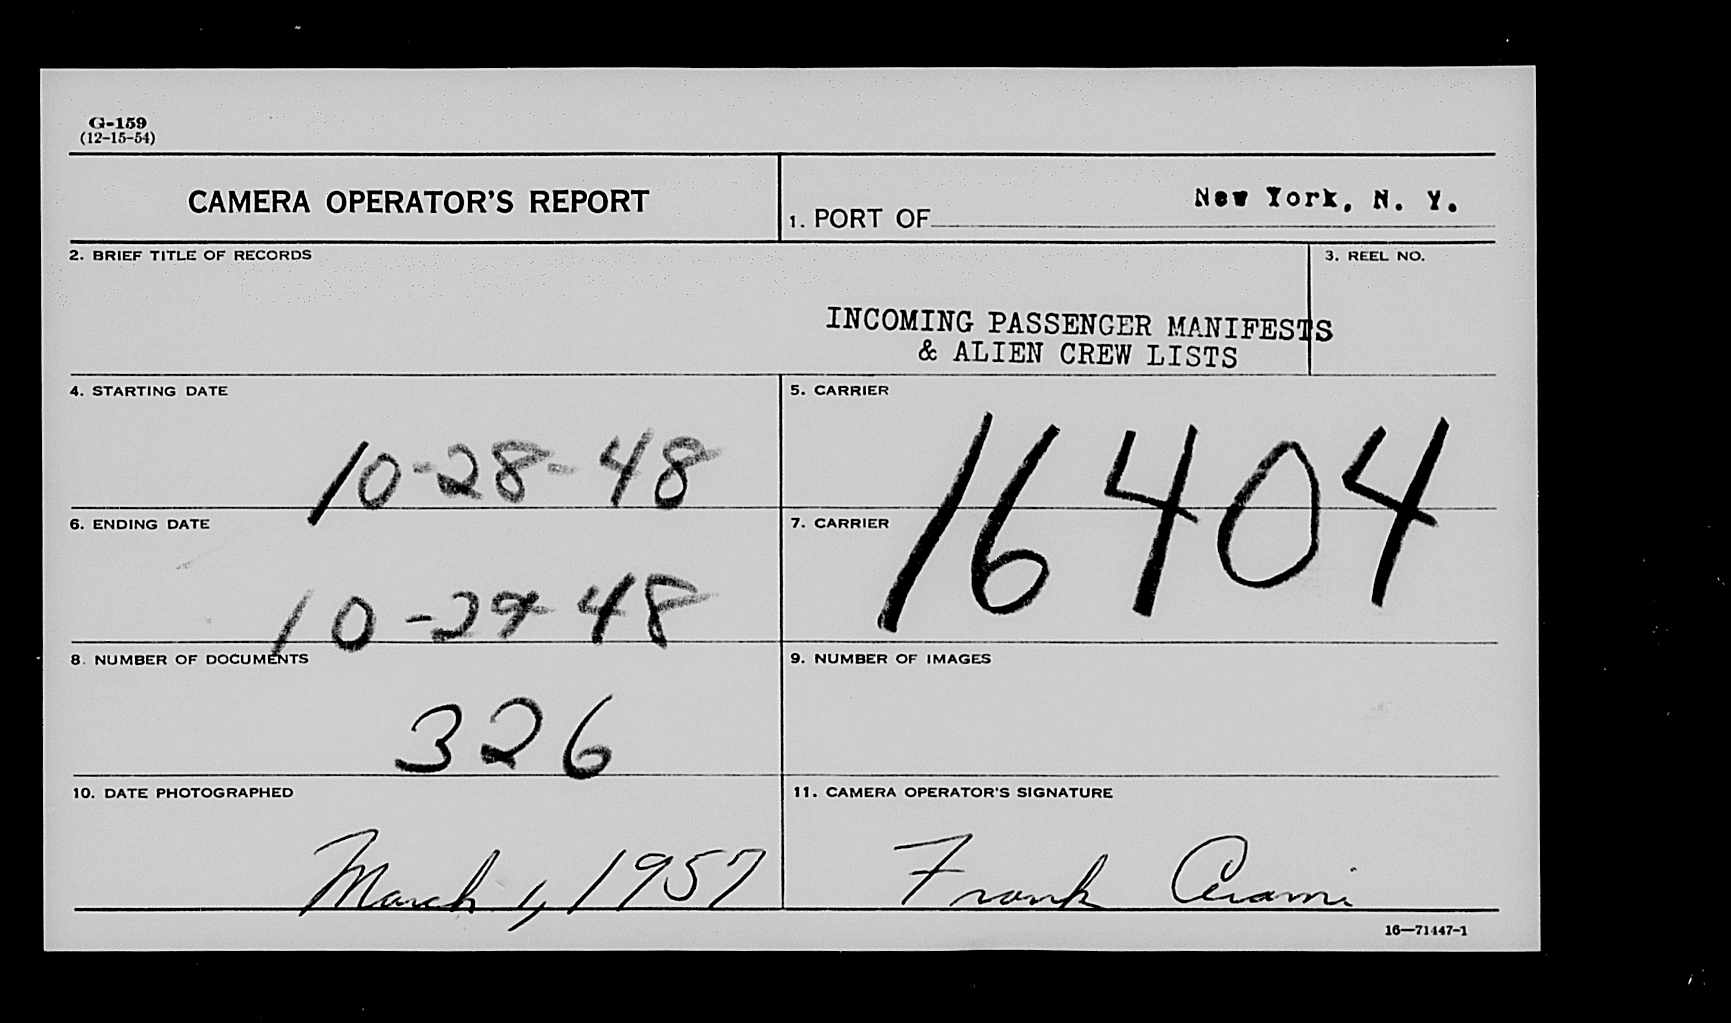 G-159
(12-15-54)
CAMERA OPERATOR'S REPORT
1. PORT OF New York, N. Y.
2. BRIEF TITLE OF RECORDS
3. REEL NO.
INCOMING PASSENGER MANIFESTS
& ALIEN CREW LISTS
4. STARTING DATE
10-28-48
5. CARRIER
16404
6. ENDING DATE
10-29-48
7. CARRIER
8. NUMBER OF DOCUMENTS
326
9. NUMBER OF IMAGES
10. DATE PHOTOGRAPHED
March 1, 1957
11. CAMERA OPERATOR'S SIGNATURE
Frank
16—71447-1